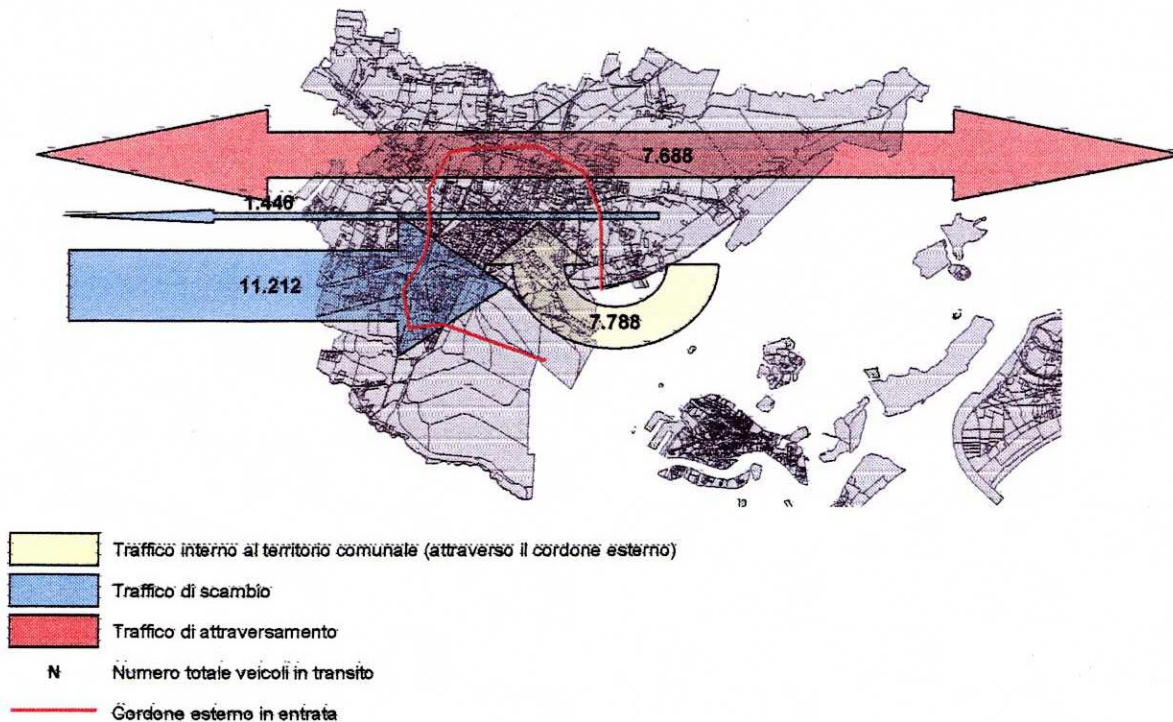 7.688
1.440
11.212
7.788
Traffico interno al territorio comunale (attraverso il cordone esterno)
Traffico di scambio
Traffico di attraversamento
N Numero totale veicoli in transito
Cordone esterno in entrata